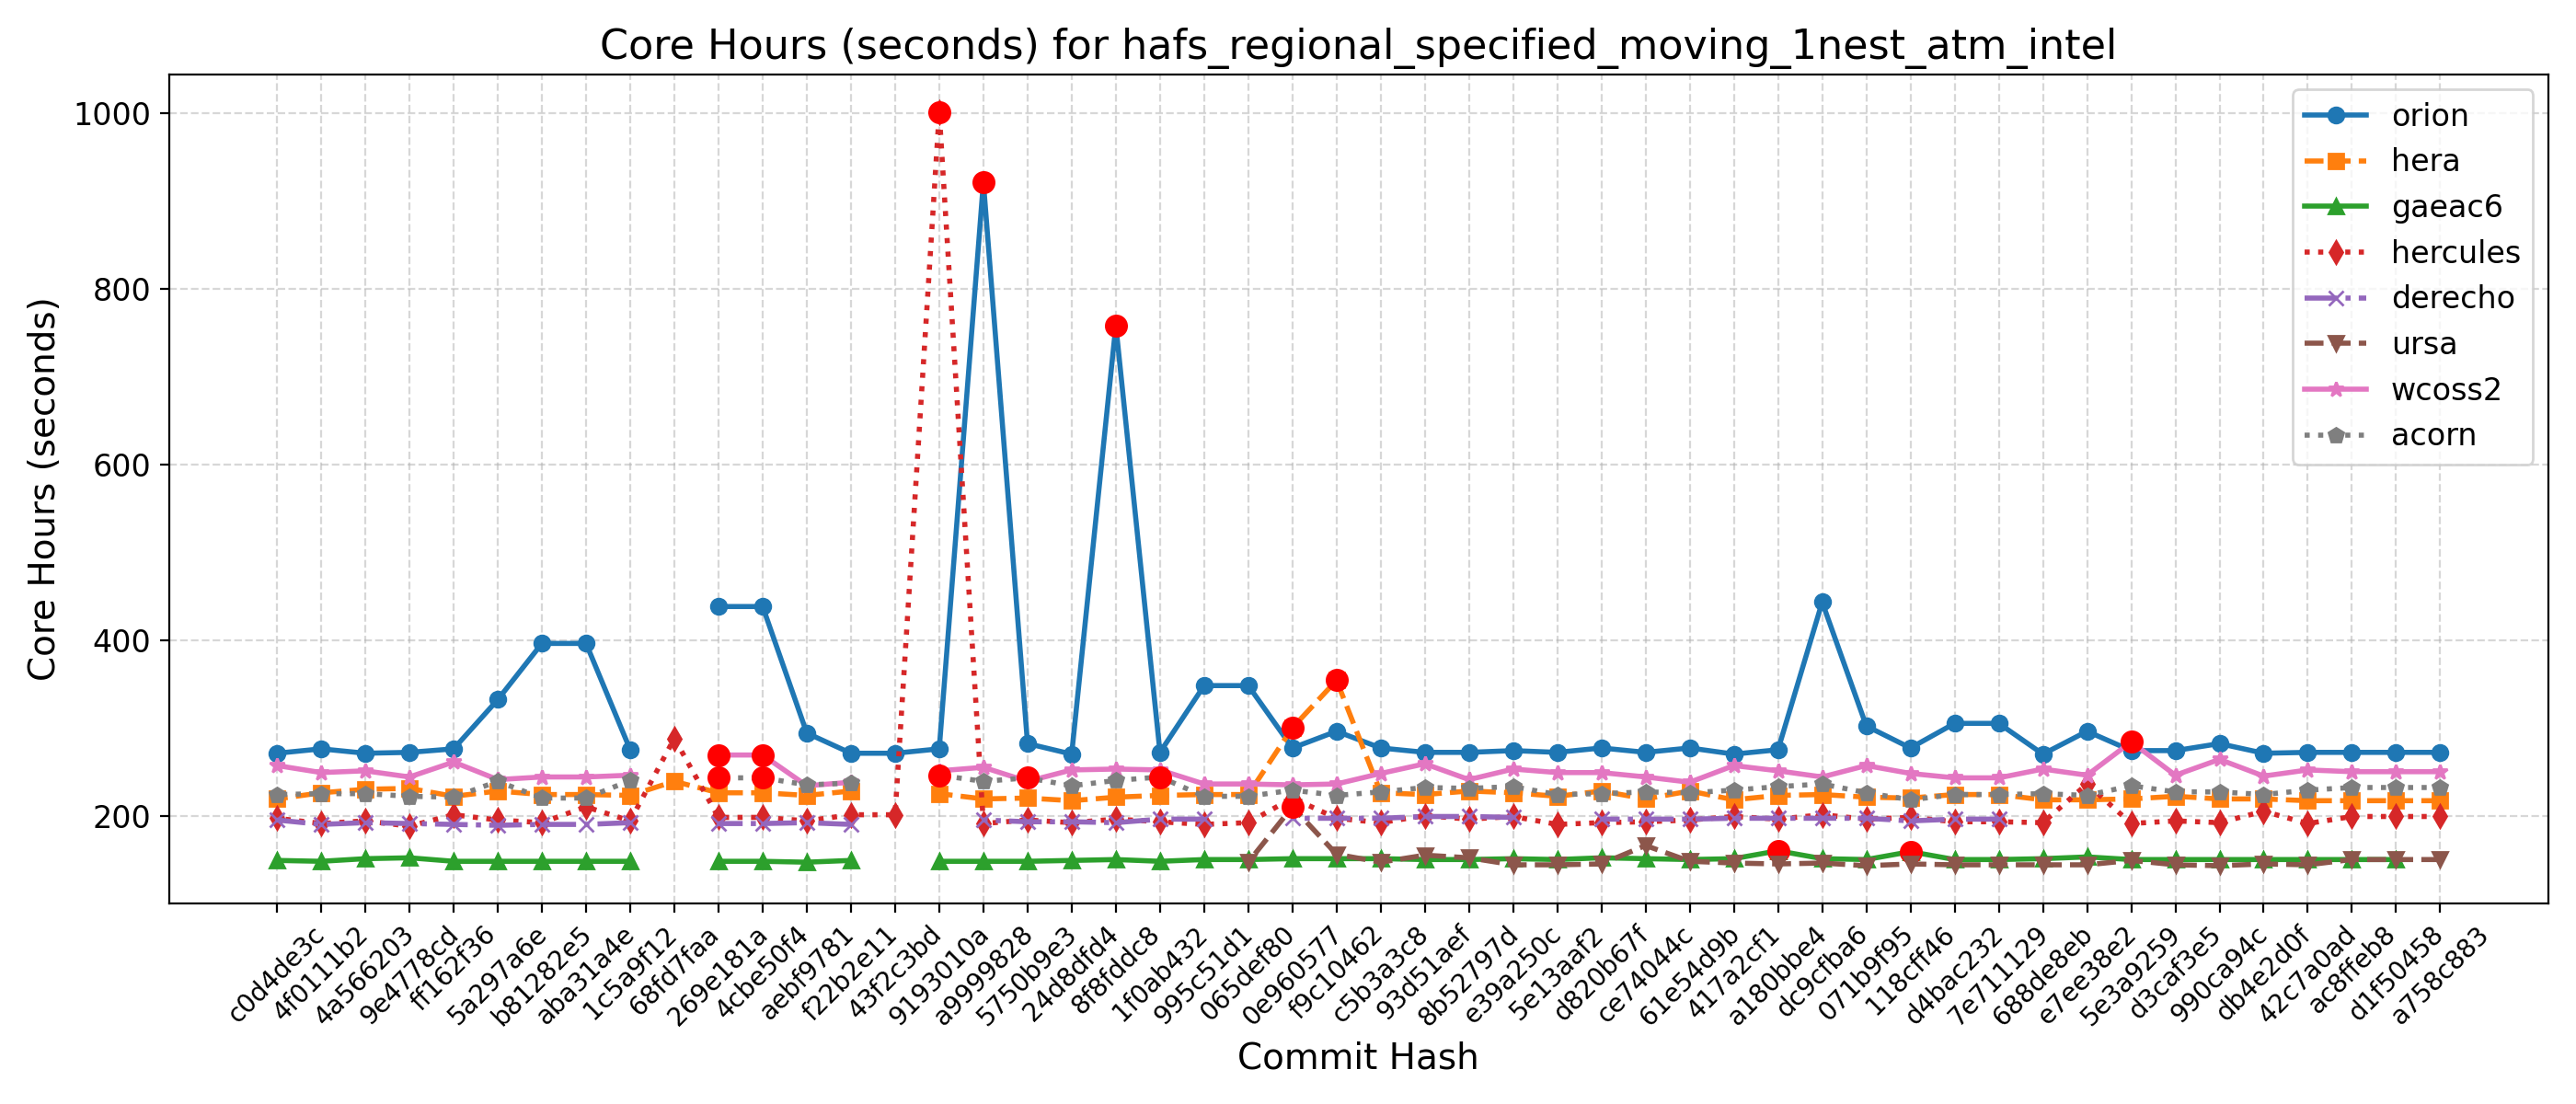 Core Hours (seconds) for hafs_regional_specified_moving_1nest_atm_intel
Core Hours (seconds)
1000
800
600
400
200
orion
hera
gaeac6
hercules
derecho
ursa
wcoss2
acorn
c0d4de3c
4f0111b2
4a566203
9e4778cd
ff162f36
5a297a6e
b81282e5
aba31a4e
1c5a9f12
68fd7faa
269e181a
4cbe50f4
aebf9781
f22b2e11
43f2c3bd
9193010a
a9999828
5750b9e3
24d8dfd4
8f8fddc8
1f0ab432
995c51d1
065def80
0e960577
f9c10462
c5b3a3c8
93d51aef
8b52797d
e39a250c
5e13aaf2
d820b67f
ce74044c
61e54d9b
417a2cf1
a180bbe4
dc9cfba6
071b9f95
118cff46
d4bac232
7e711129
688de8eb
e7ee38e2
5e3a9259
d3caf3e5
990ca94c
db4e2d0f
42c7a0ad
ac8ffeb8
d1f50458
a758c883
Commit Hash